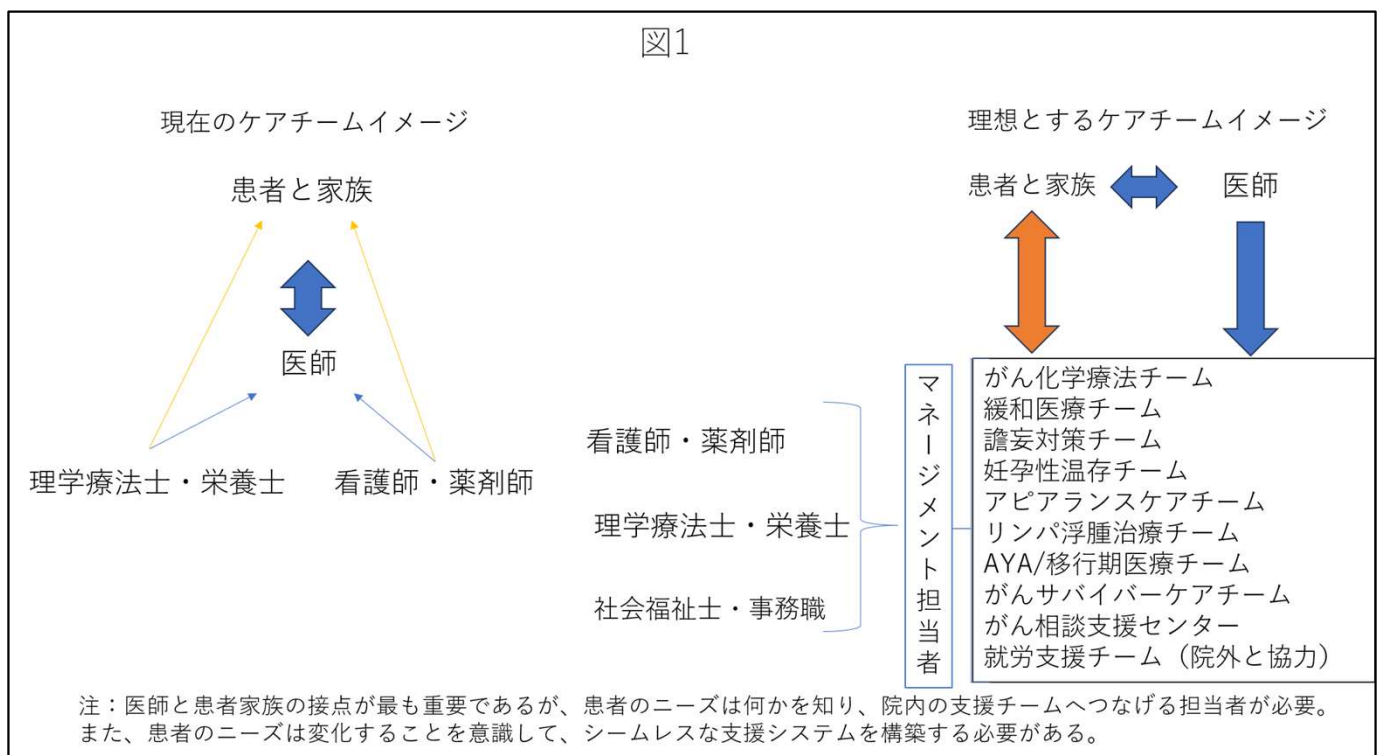 図1
現在のケアチームイメージ
患者と家族
医師
理学療法士・栄養士
看護師・薬剤師
理想とするケアチームイメージ
患者と家族
医師
看護師・薬剤師
理学療法士・栄養士
社会福祉士・事務職
マネージメント担当者
がん化学療法チーム
緩和医療チーム
譫妄対策チーム
妊孕性温存チーム
アピアランスケアチーム
リンパ浮腫治療チーム
AYA/移行期医療チーム
がんサバイバーケアチーム
がん相談支援センター
就労支援チーム（院外と協力）
注：医師と患者家族の接点が最も重要であるが、患者のニーズは何かを知り、院内の支援チームへつなげる担当者が必要。
また、患者のニーズは変化することを意識して、シームレスな支援システムを構築する必要がある。